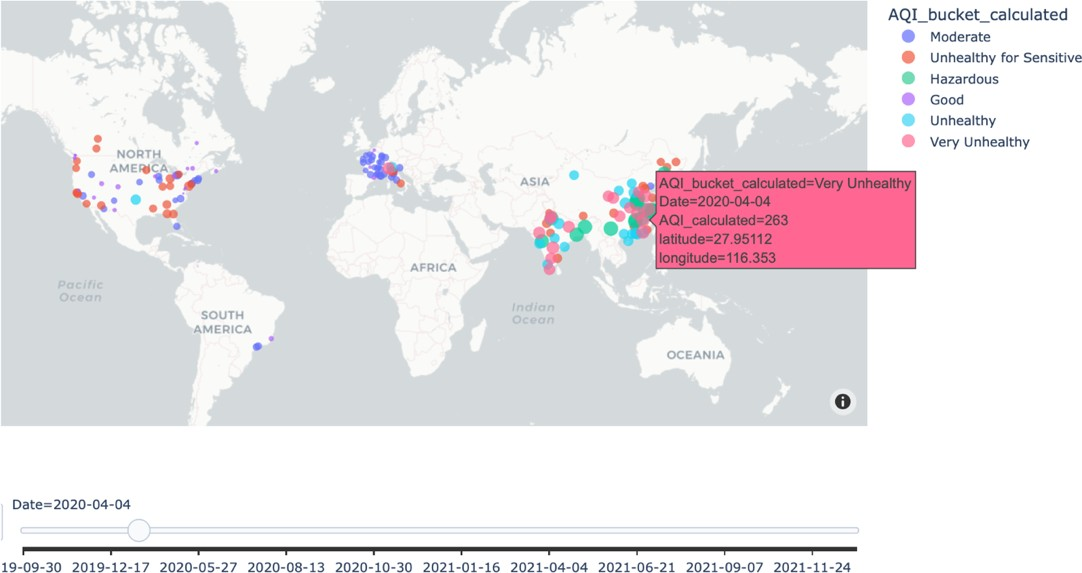 AQI_bucket_calculated
Moderate
Unhealthy for Sensitive
Hazardous
Good
Unhealthy
Very Unhealthy
NORTH
AMERICA
ASIA
AQI_bucket_calculated=Very Unhealthy
Date=2020-04-04
AQI_calculated=263
latitude=27.95112
longitude=116.353
AFRICA
Pacific
Ocean
Indian
Ocean
SOUTH
AMERICA
OCEANIA
Date=2020-04-04
19-09-30 2019-12-17 2020-05-27 2020-08-13 2020-10-30 2021-01-16 2021-04-04 2021-06-21 2021-09-07 2021-11-24